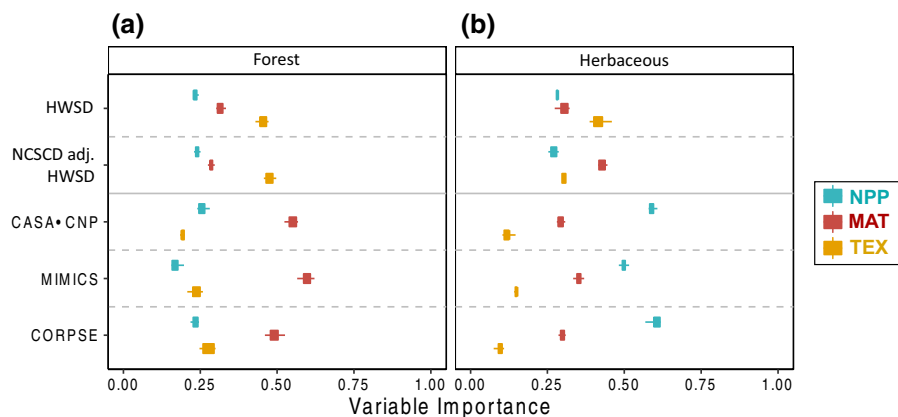 (a)
(b)
Forest
Herbaceous
HWSD
NCSCD adj.
HWSD
CASA•CNP
MIMICS
CORPSE
NPP
MAT
TEX
0.00 0.25 0.50 0.75 1.00
0.00 0.25 0.50 0.75 1.00
Variable Importance